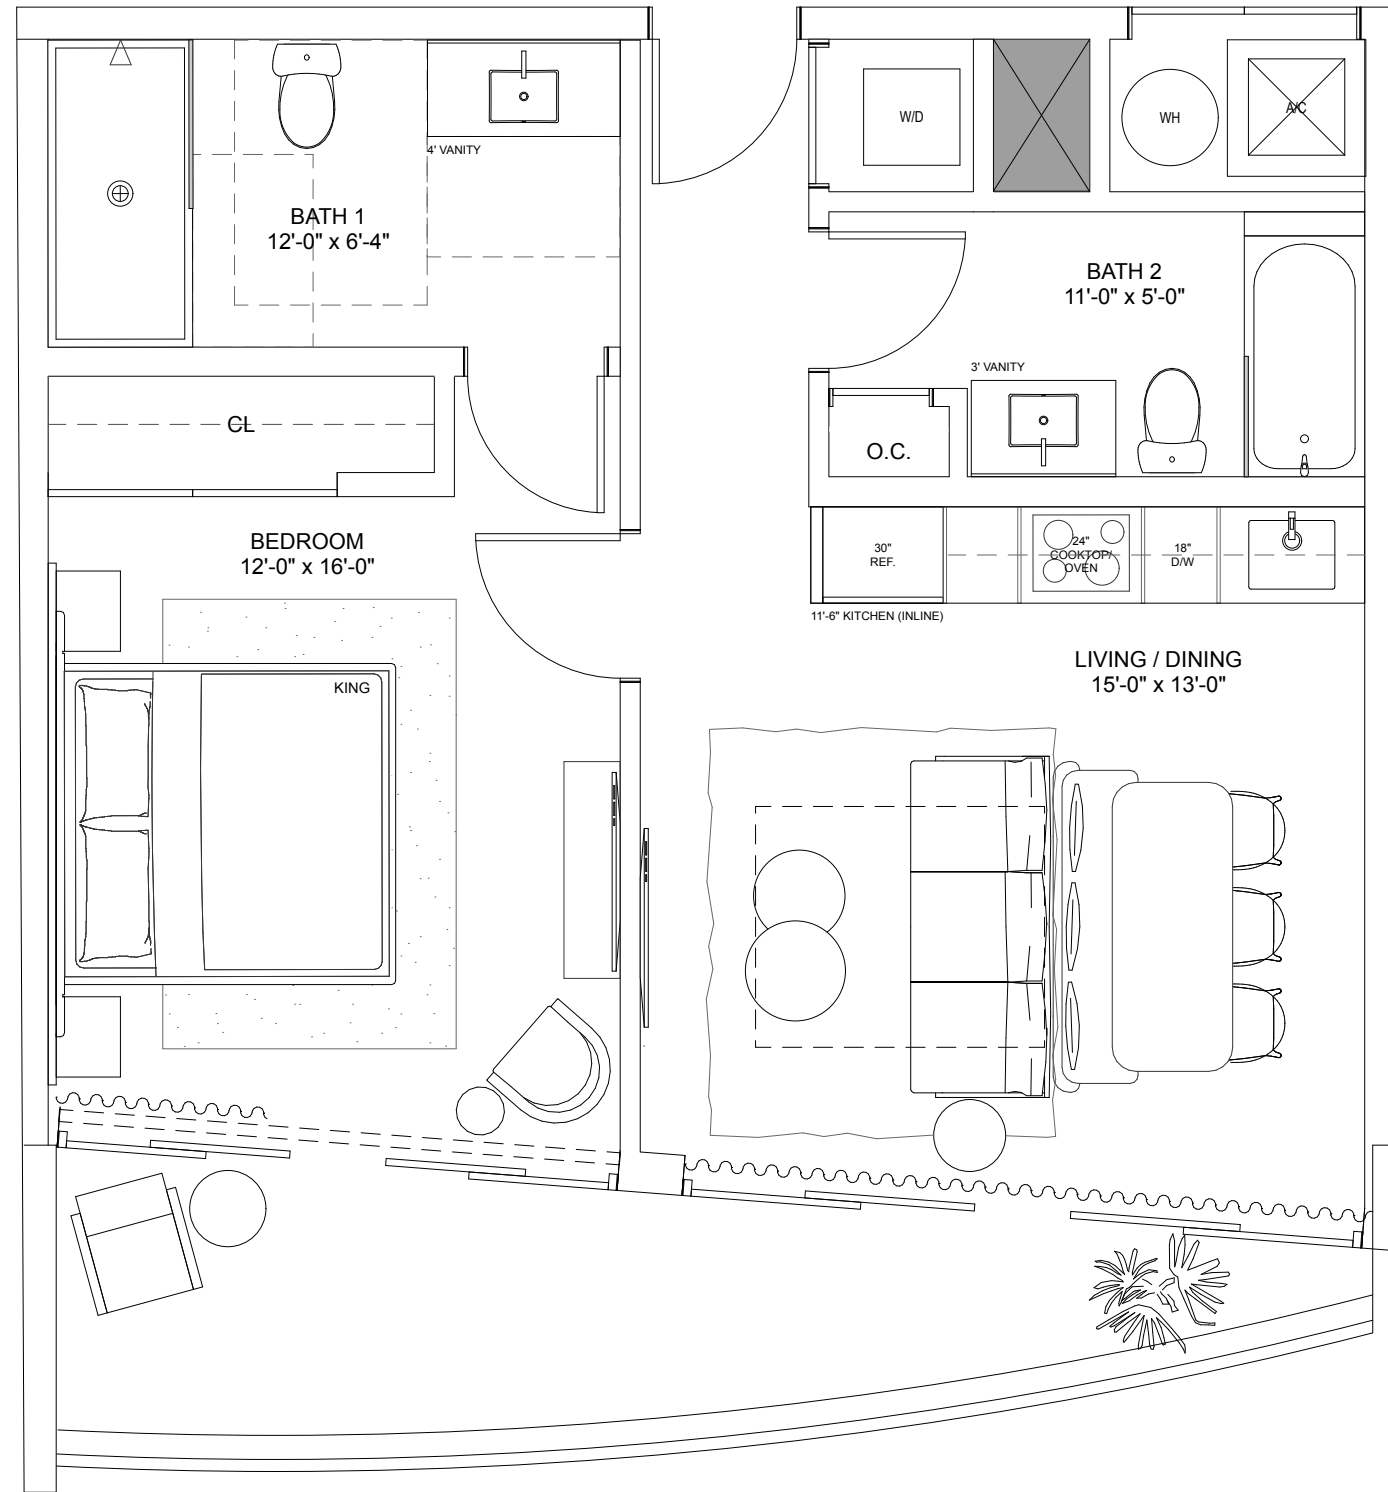 W/D
WH
A/C
4' VANITY
BATH 1
12'-0" x 6'-4"
BATH 2
11'-0" x 5'-0"
3' VANITY
CL
O.C.
BEDROOM
12'-0" x 16'-0"
30"
REF.
24"
COOKTOP/
OVEN
18"
D/W
11'-6" KITCHEN (INLINE)
LIVING / DINING
15'-0" x 13'-0"
KING